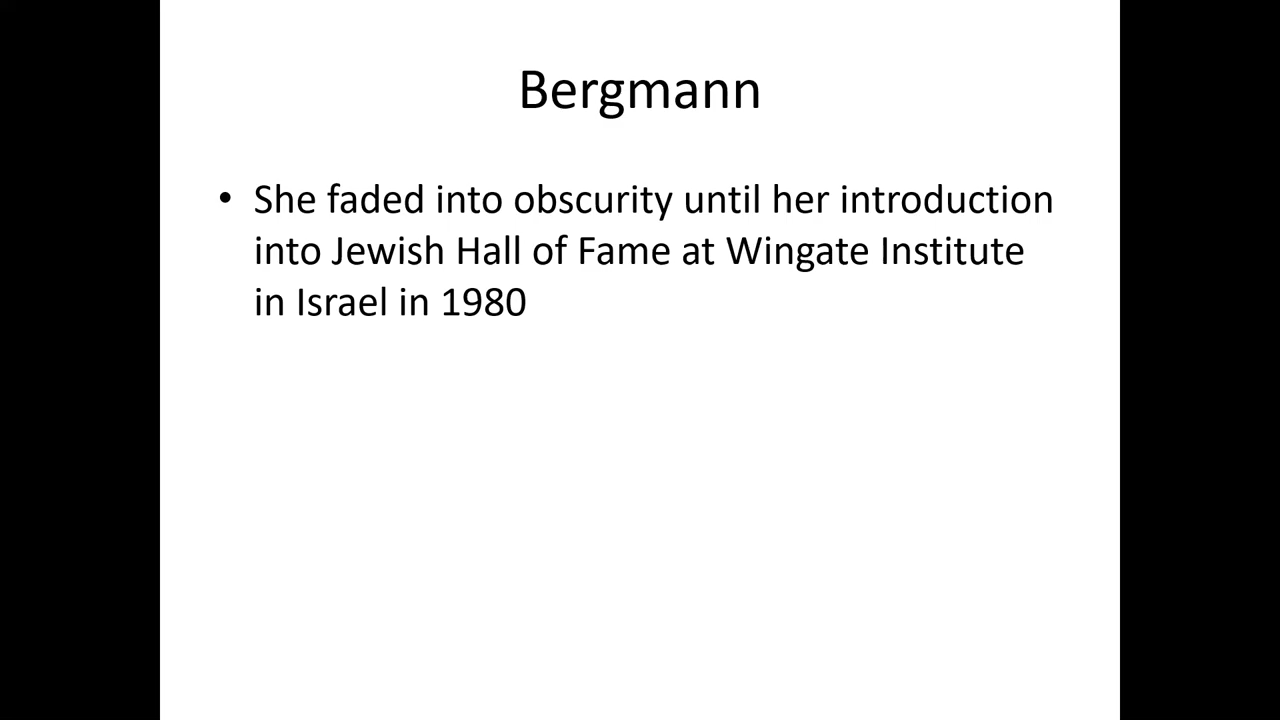 Bergmann
• She faded into obscurity until her introduction
into Jewish Hall of Fame at Wingate Institute
in Israel in 1980